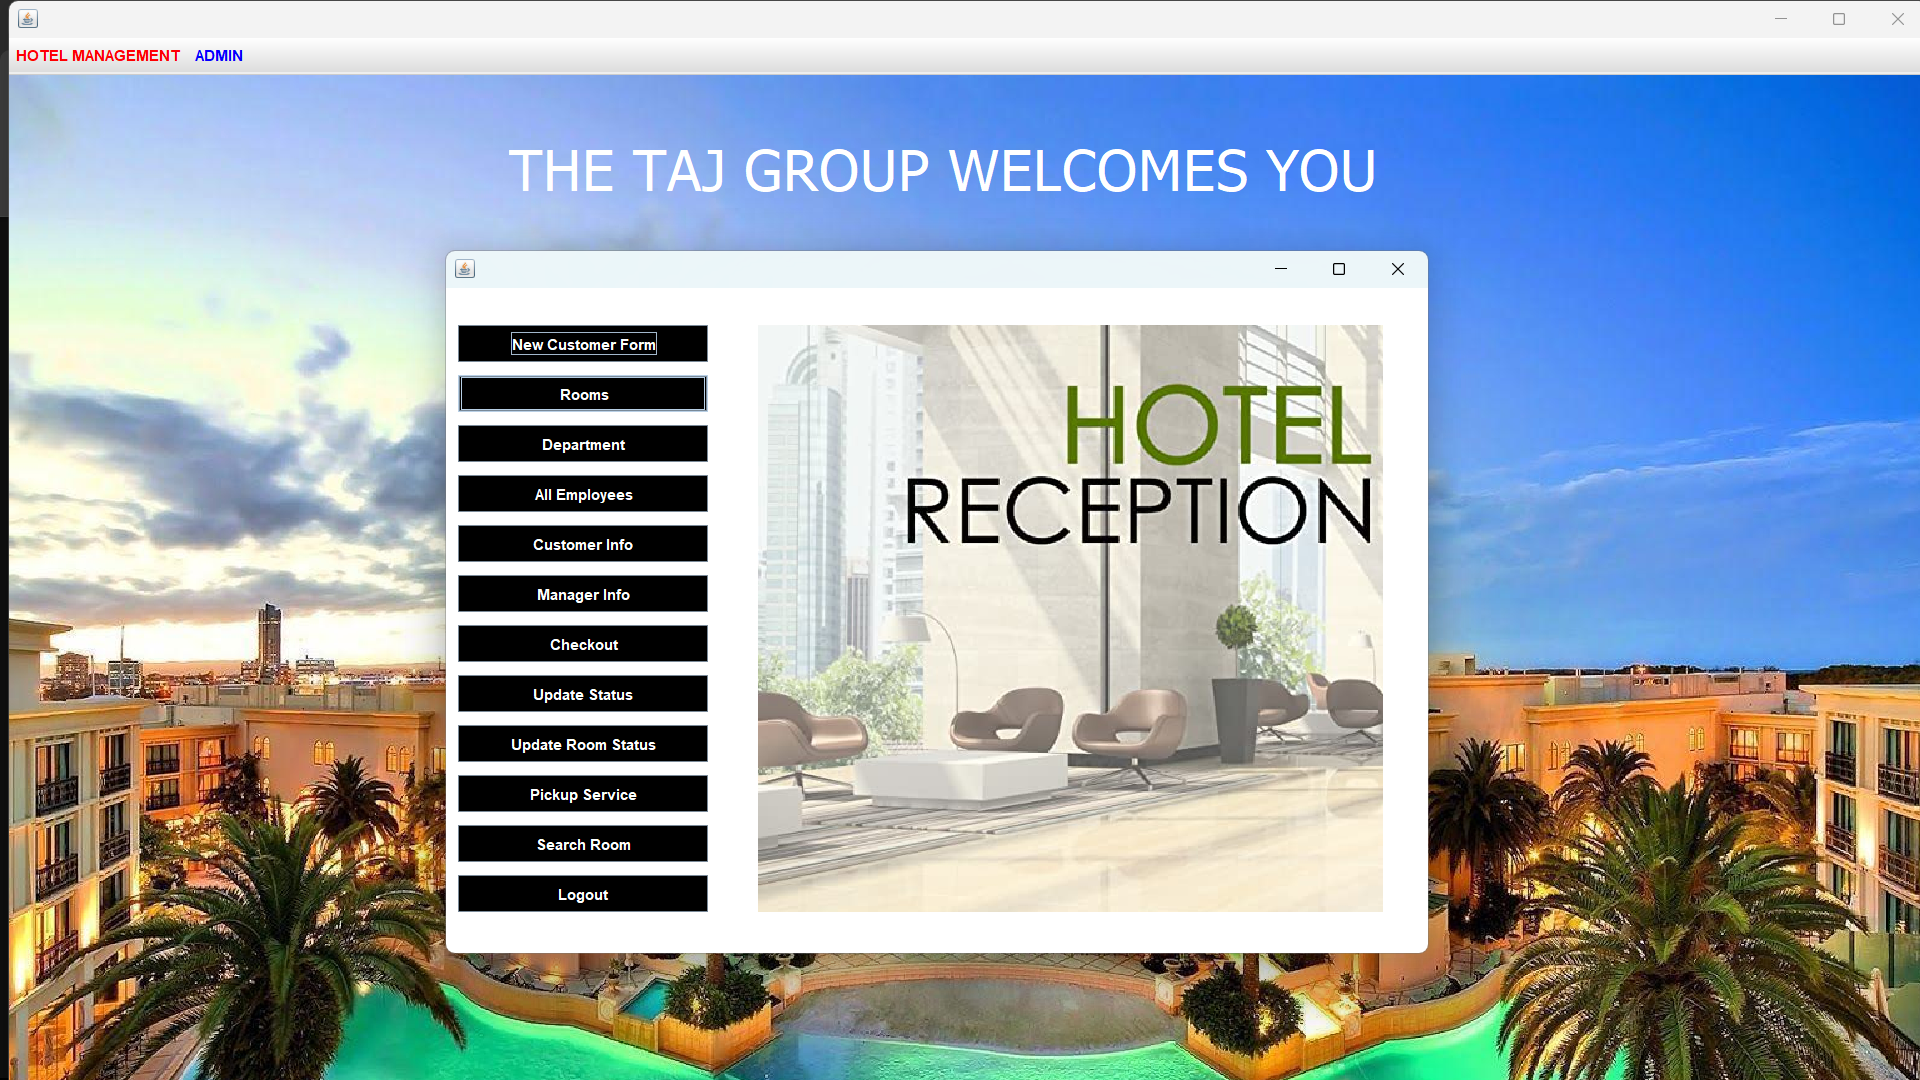 HOTEL MANAGEMENT ADMIN
THE TAJ GROUP WELCOMES YOU
New Customer Form
Rooms
Department
All Employees
Customer Info
Manager Info
Checkout
Update Status
Update Room Status
Pickup Service
Search Room
Logout
HOTEL
RECEPTION